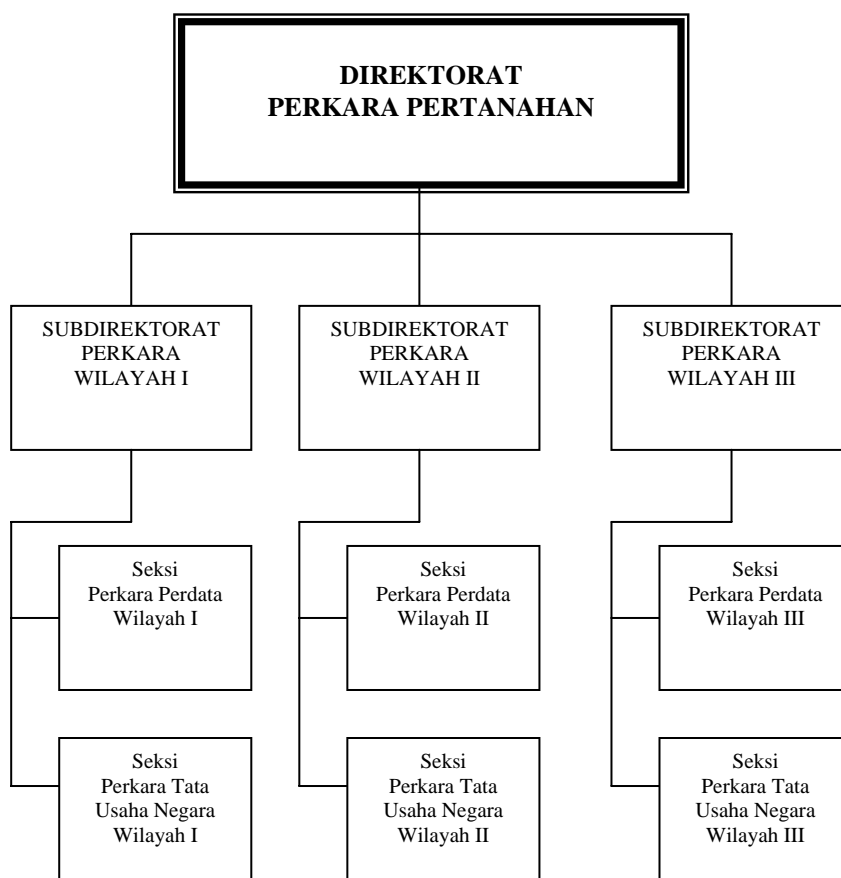 DIREKTORAT
PERKARA PERTANAHAN
SUBDIREKTORAT
PERKARA
WILAYAH I
SUBDIREKTORAT
PERKARA
WILAYAH II
SUBDIREKTORAT
PERKARA
WILAYAH III
Seksi
Perkara Perdata
Wilayah I
Seksi
Perkara Perdata
Wilayah II
Seksi
Perkara Perdata
Wilayah III
Seksi
Perkara Tata
Usaha Negara
Wilayah I
Seksi
Perkara Tata
Usaha Negara
Wilayah II
Seksi
Perkara Tata
Usaha Negara
Wilayah III